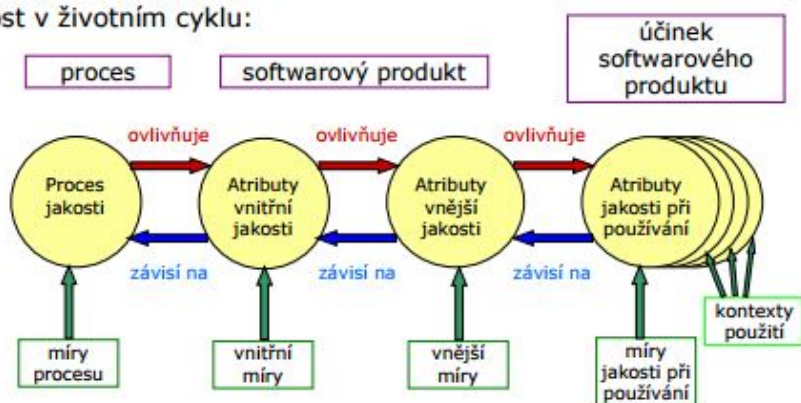 ost v životním cyklu:
proces
softwarový produkt
účinek
softwarového
produktu
ovlivňuje
ovlivňuje
ovlivňuje
Proces
jakosti
Atributy
vnitřní
jakosti
Atributy
vnější
jakosti
Atributy
jakosti při
používání
závisí na
závisí na
závisí na
míry
procesu
vnitřní
míry
vnější
míry
míry
jakosti při
používání
kontexty
použití